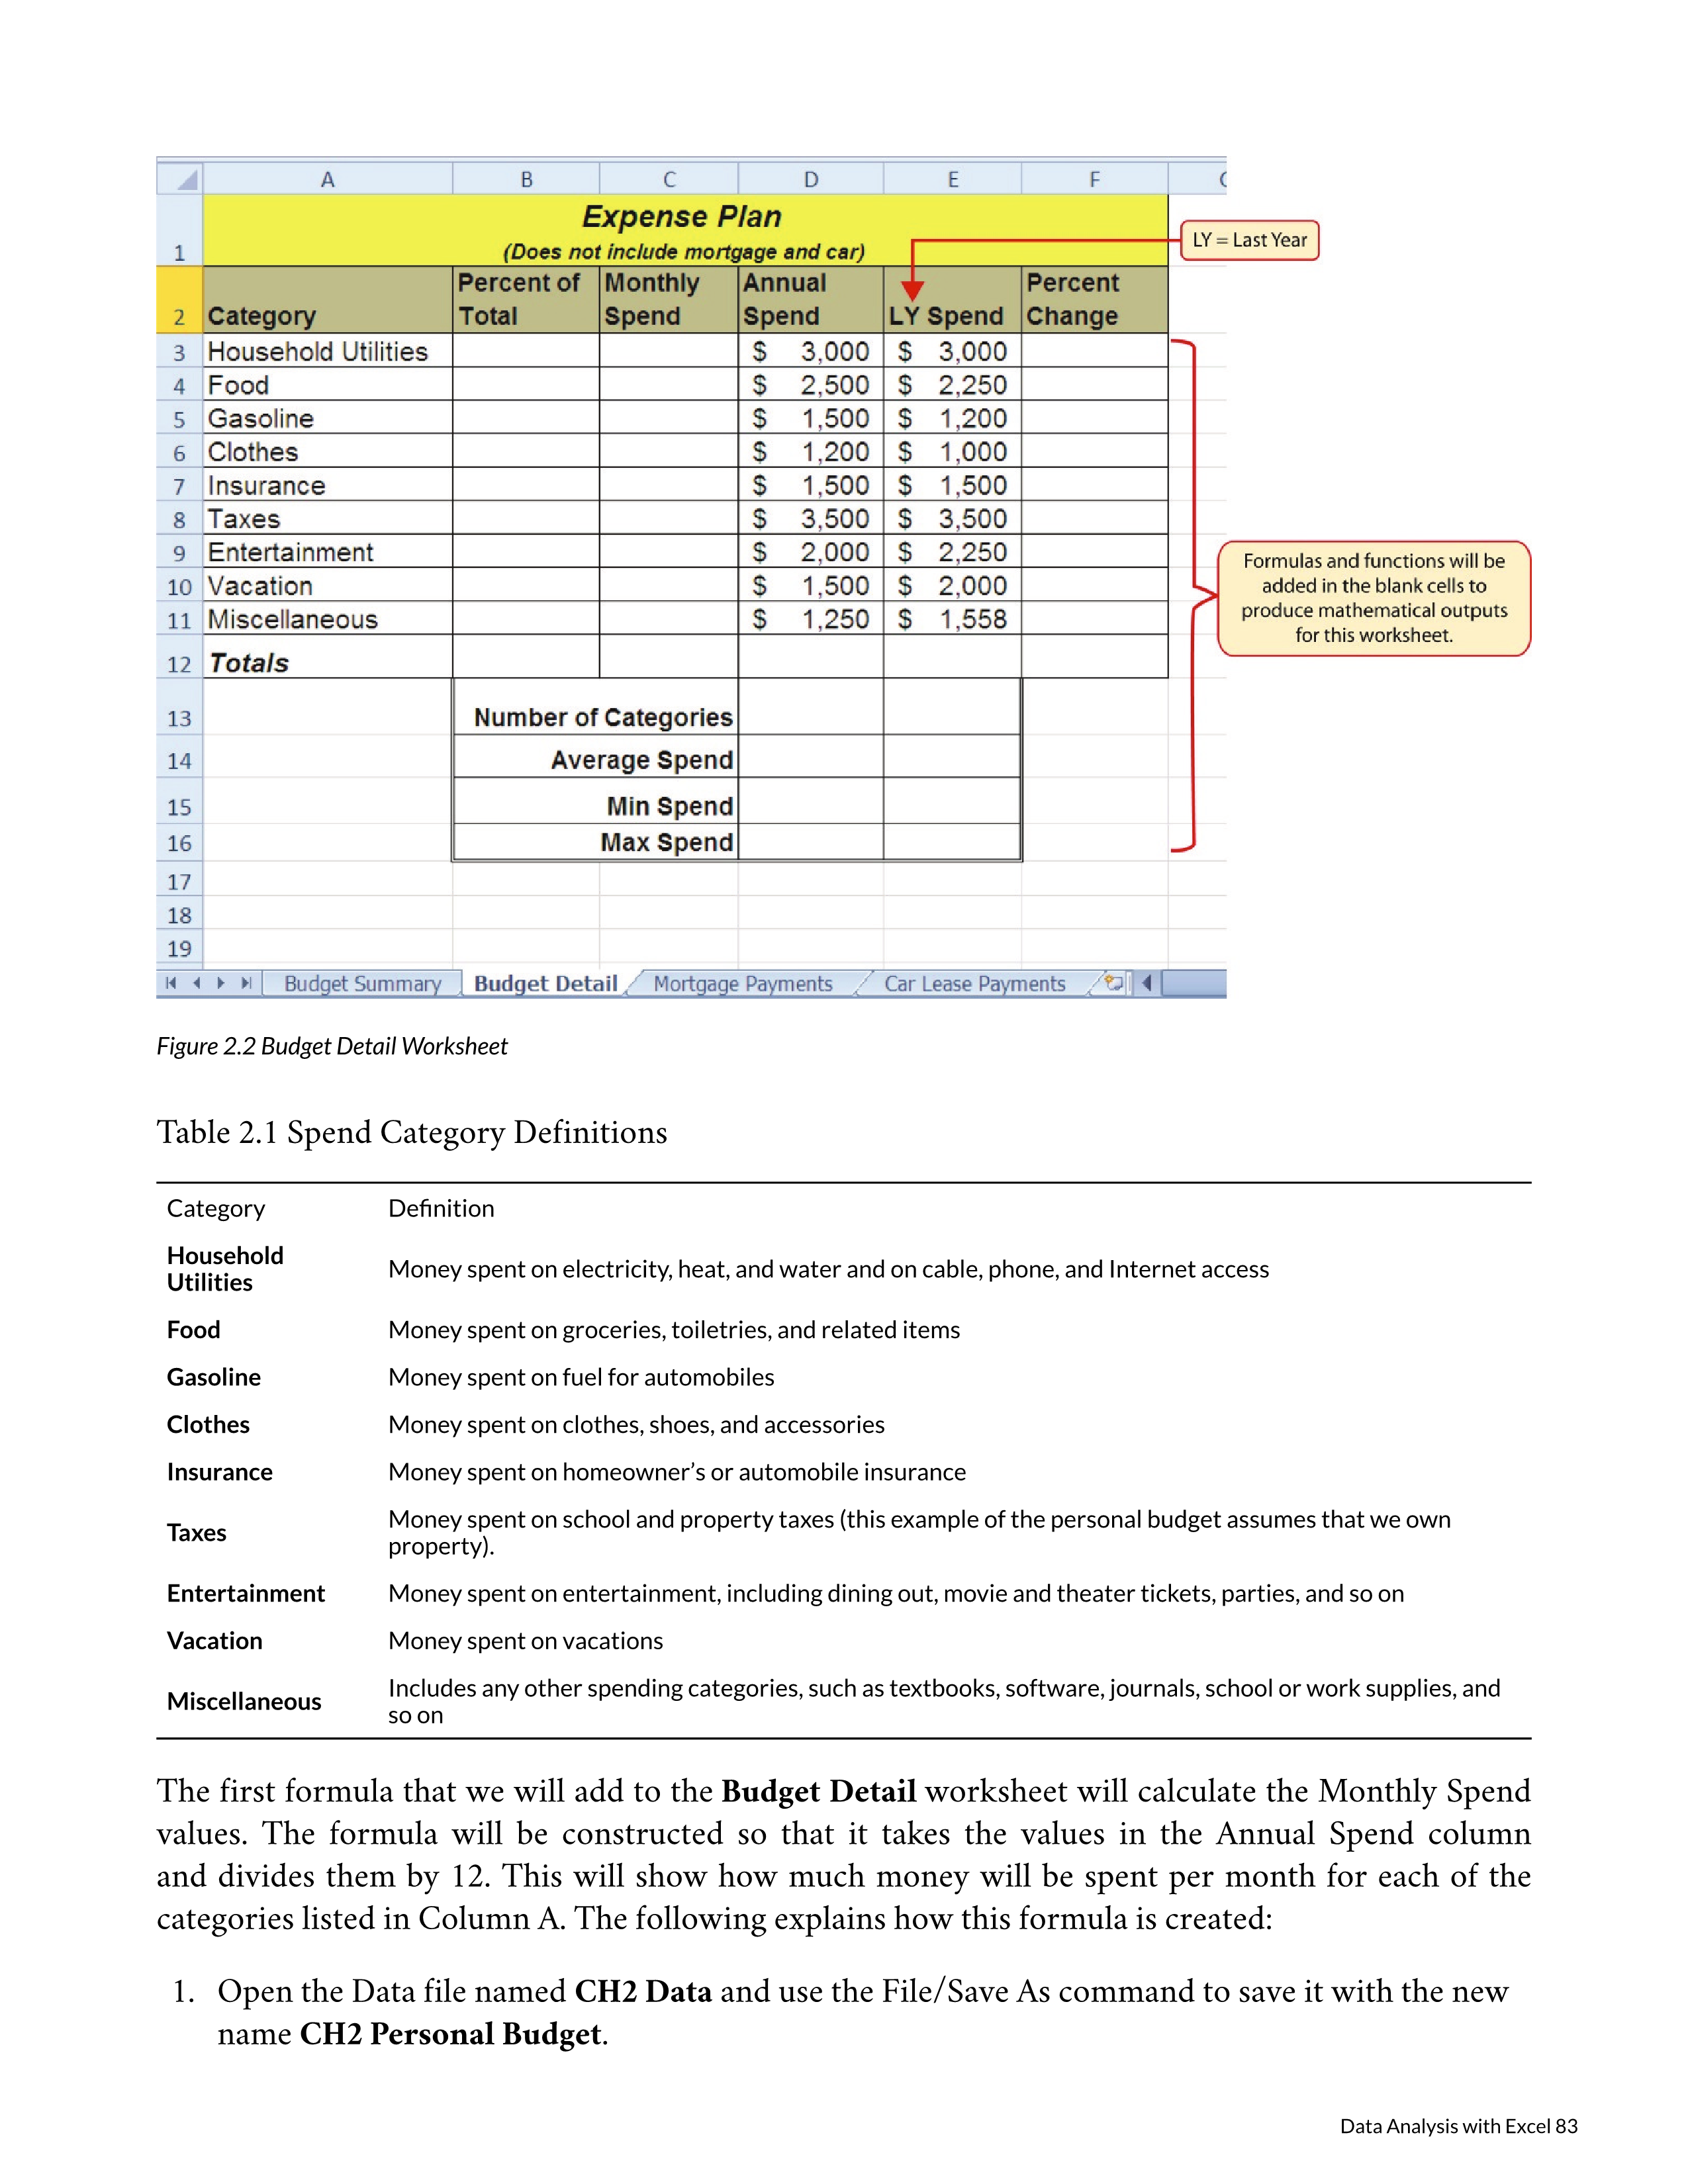 A B C D E F
1 Expense Plan
(Does not include mortgage and car)
LY = Last Year
2 Category Percent of Total Monthly Spend Annual Spend LY Spend Percent Change
3 Household Utilities $ 3,000 $ 3,000
4 Food $ 2,500 $ 2,250
5 Gasoline $ 1,500 $ 1,200
6 Clothes $ 1,200 $ 1,000
7 Insurance $ 1,500 $ 1,500
8 Taxes $ 3,500 $ 3,500
9 Entertainment $ 2,000 $ 2,250
10 Vacation $ 1,500 $ 2,000
11 Miscellaneous $ 1,250 $ 1,558
12 Totals
13 Number of Categories
14 Average Spend
15 Min Spend
16 Max Spend
17
18
19
Formulas and functions will be
added in the blank cells to
produce mathematical outputs
for this worksheet.
Budget Summary Budget Detail Mortgage Payments Car Lease Payments
Figure 2.2 Budget Detail Worksheet
Table 2.1 Spend Category Definitions
Category Definition
Household
Utilities
Money spent on electricity, heat, and water and on cable, phone, and Internet access
Food Money spent on groceries, toiletries, and related items
Gasoline Money spent on fuel for automobiles
Clothes Money spent on clothes, shoes, and accessories
Insurance Money spent on homeowner’s or automobile insurance
Taxes Money spent on school and property taxes (this example of the personal budget assumes that we own
property).
Entertainment Money spent on entertainment, including dining out, movie and theater tickets, parties, and so on
Vacation Money spent on vacations
Miscellaneous Includes any other spending categories, such as textbooks, software, journals, school or work supplies, and
so on
The first formula that we will add to the Budget Detail worksheet will calculate the Monthly Spend
values. The formula will be constructed so that it takes the values in the Annual Spend column
and divides them by 12. This will show how much money will be spent per month for each of the
categories listed in Column A. The following explains how this formula is created:
1. Open the Data file named CH2 Data and use the File/Save As command to save it with the new
name CH2 Personal Budget.
Data Analysis with Excel 83